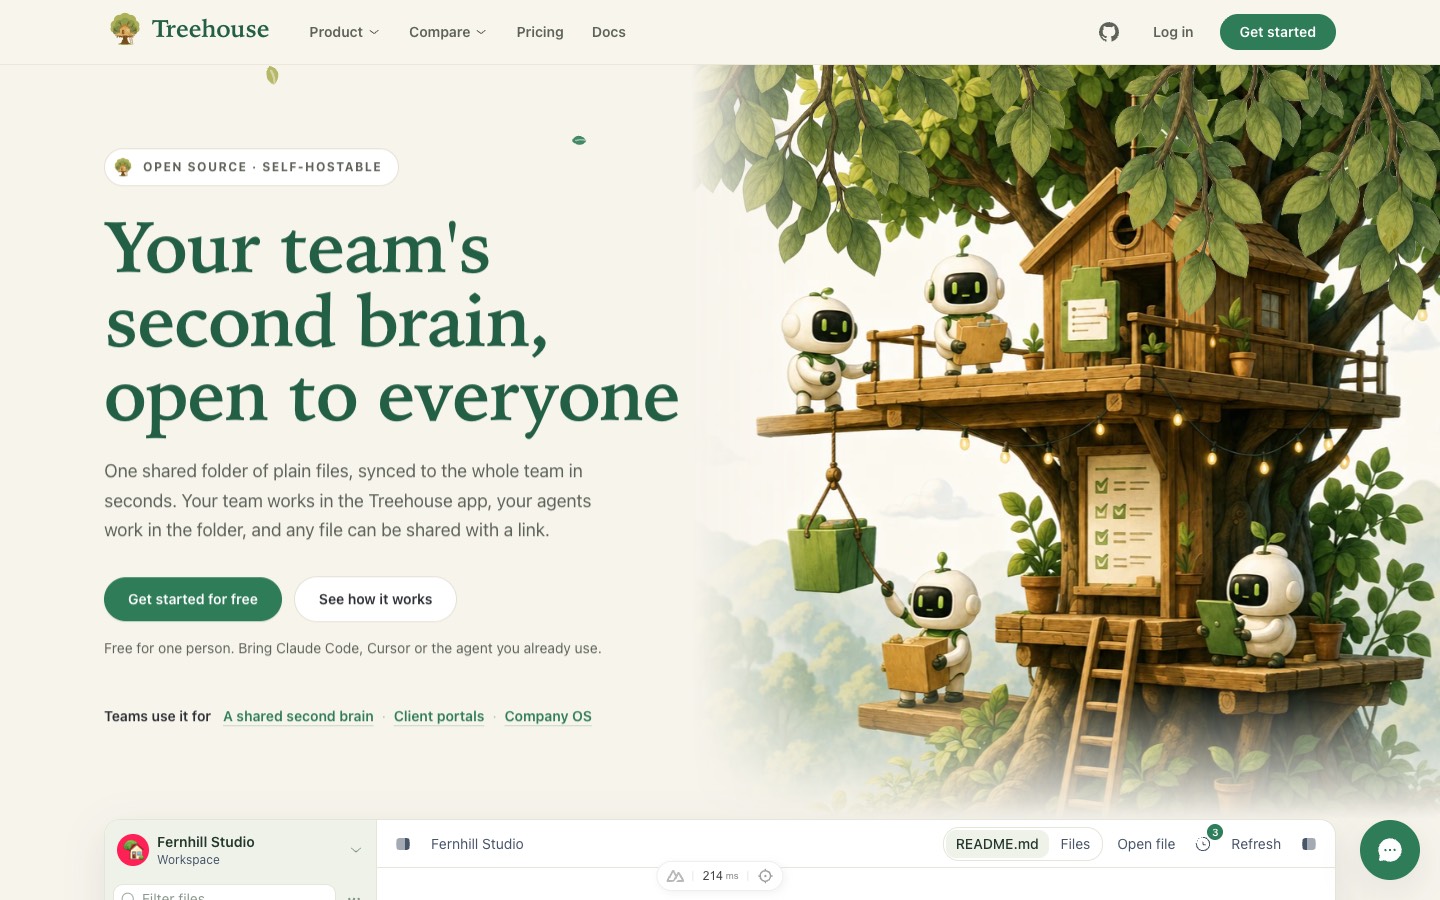 Treehouse
Product
Compare
Pricing
Docs
Log in
Get started
OPEN SOURCE · SELF-HOSTABLE
Your team's
second brain,
open to everyone
One shared folder of plain files, synced to the whole team in
seconds. Your team works in the Treehouse app, your agents
work in the folder, and any file can be shared with a link.
Get started for free
See how it works
Free for one person. Bring Claude Code, Cursor or the agent you already use.
Teams use it for A shared second brain · Client portals · Company OS
Fernhill Studio
Workspace
Filter files
Fernhill Studio
README.md
Files
Open file
3
Refresh
214 ms